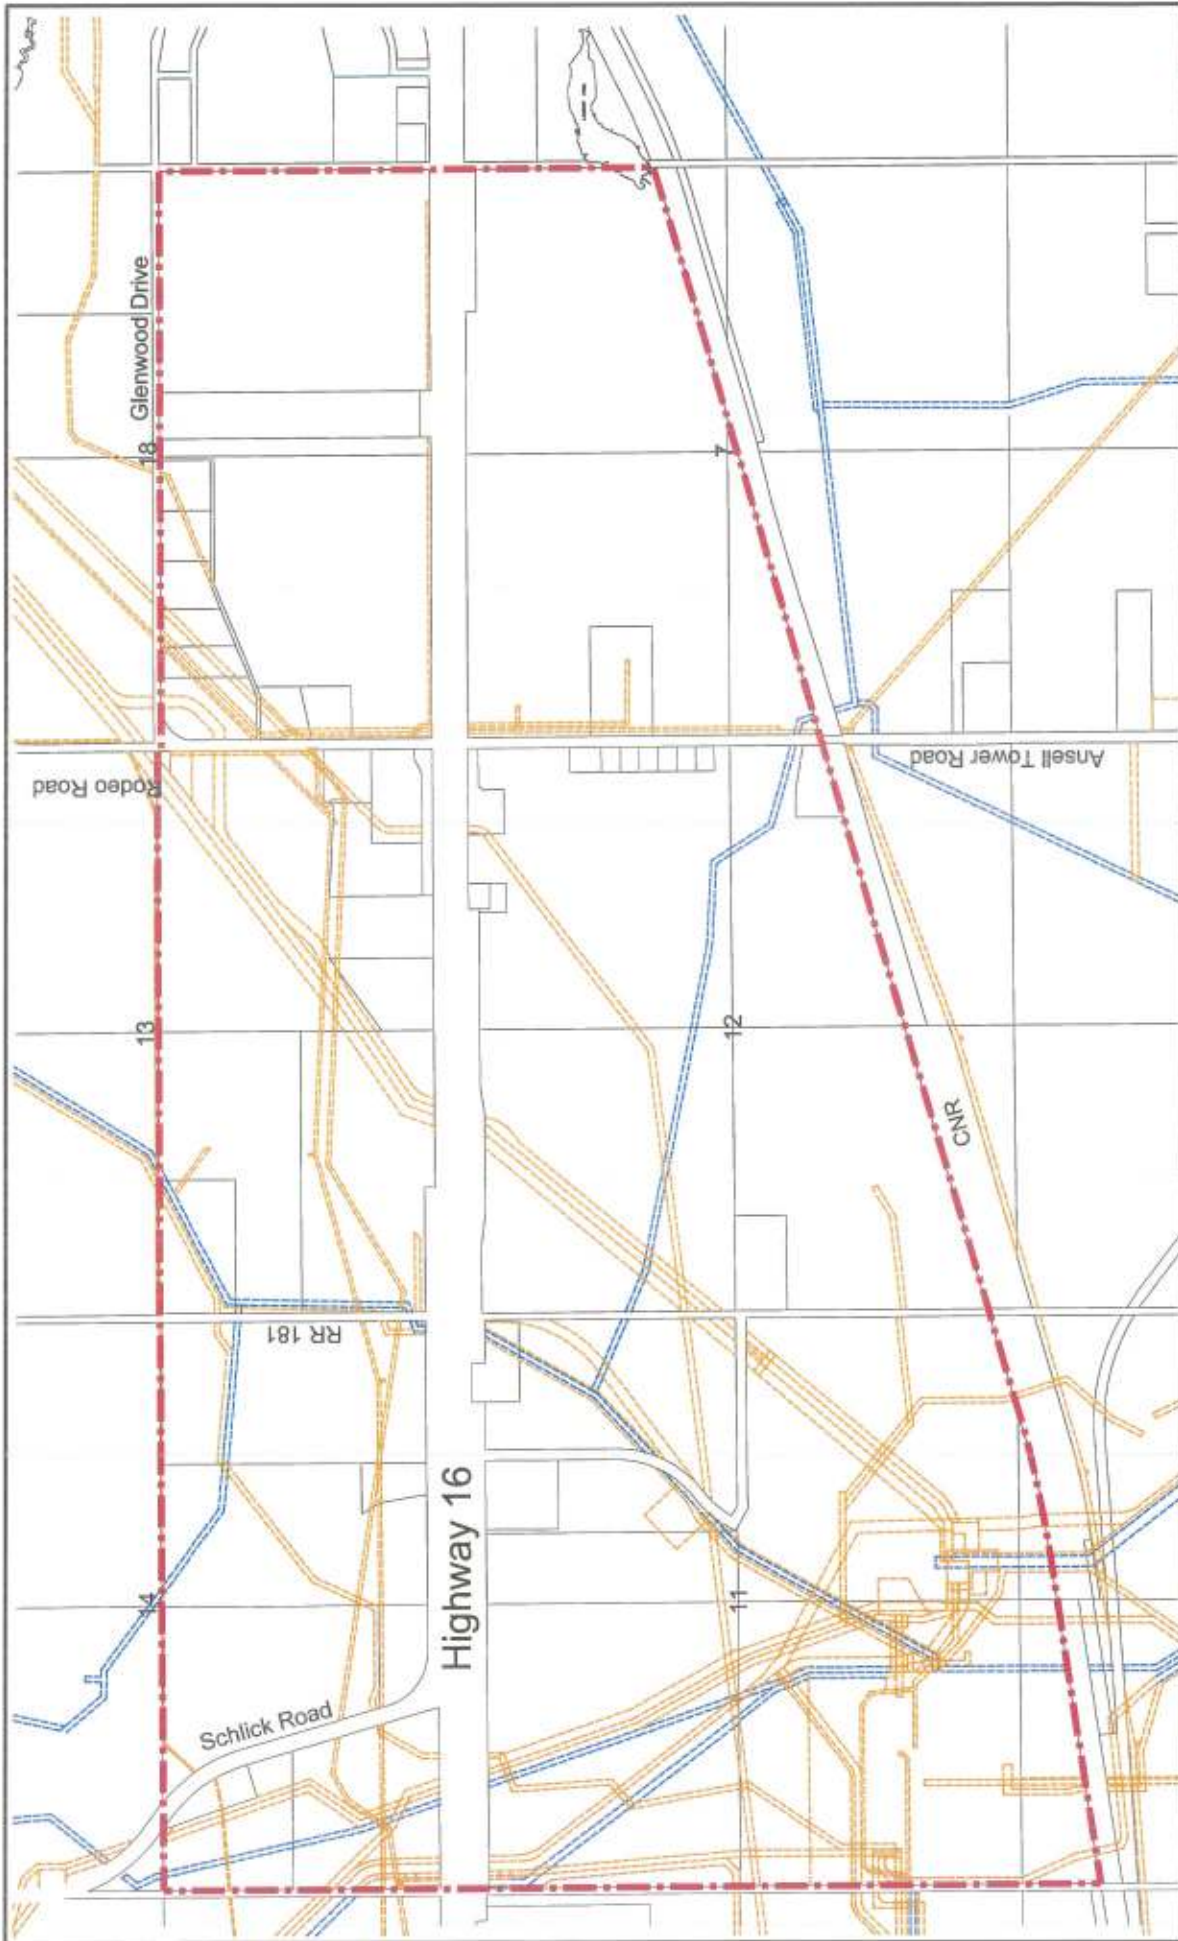 Glenwood Drive
18
7
Rodeo Road
Ansell Tower Road
13
12
CNR
RR 181
Highway 16
14
11
Schlick Road